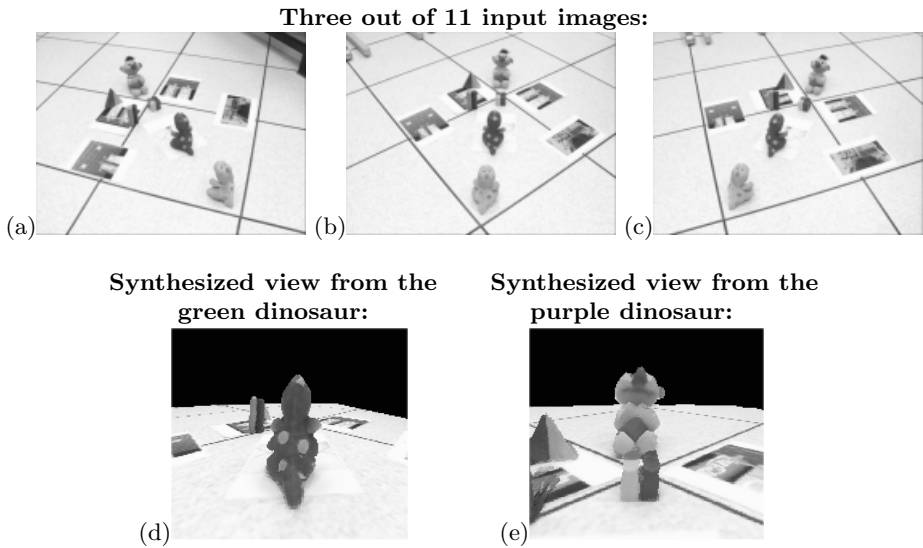 Three out of 11 input images:
(a) (b) (c)
Synthesized view from the Synthesized view from the
green dinosaur: purple dinosaur:
(d) (e)